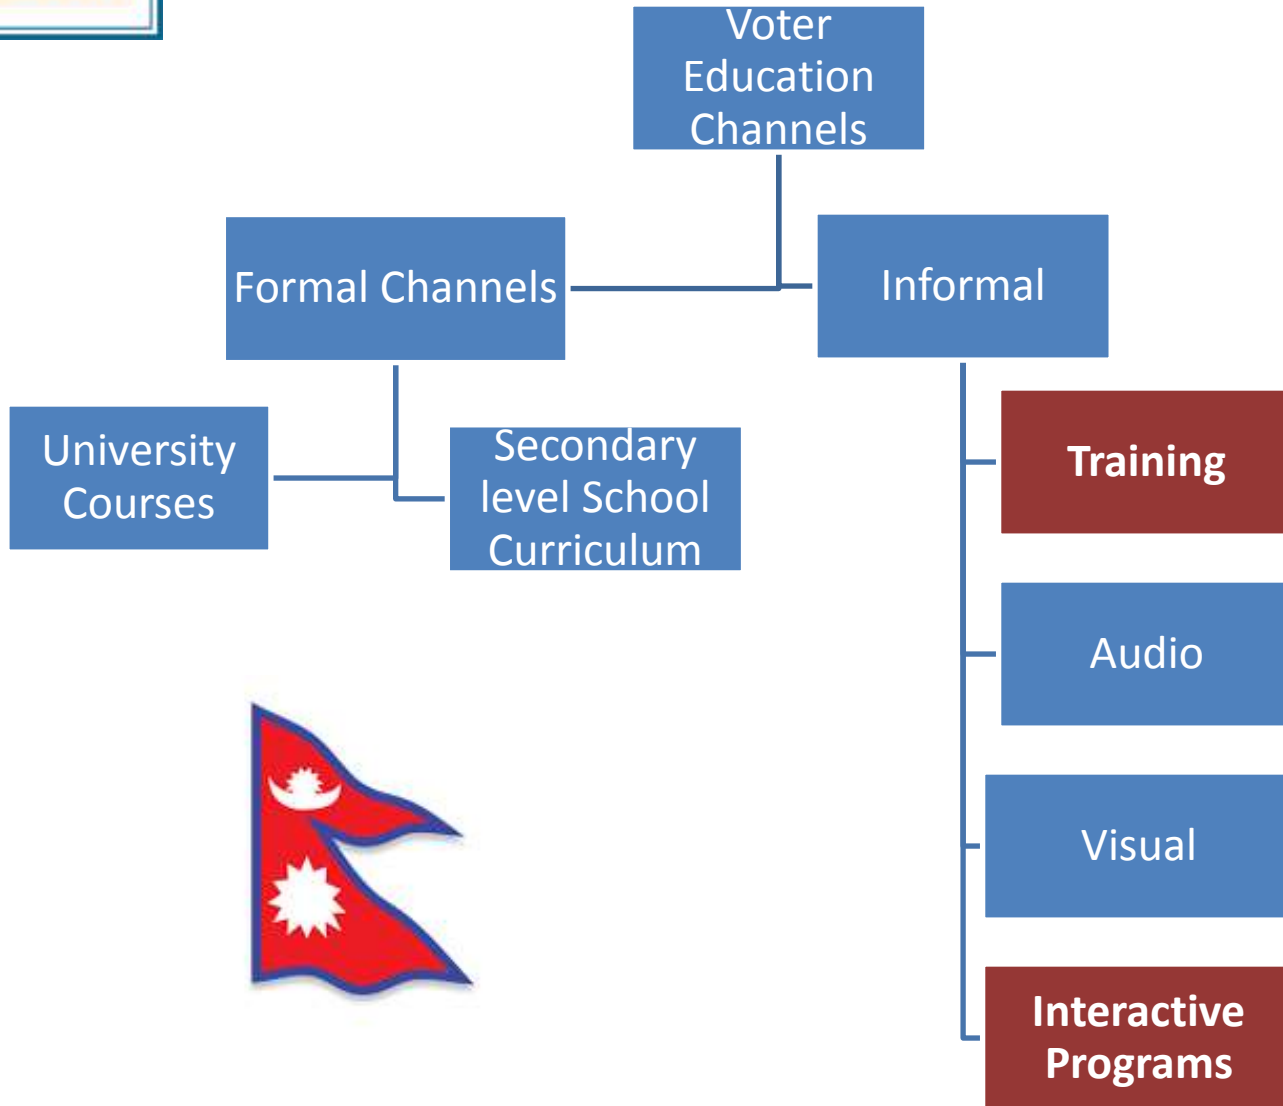 Voter
Education
Channels
Formal Channels
Informal
University
Courses
Secondary
level School
Curriculum
Training
Audio
Visual
Interactive
Programs